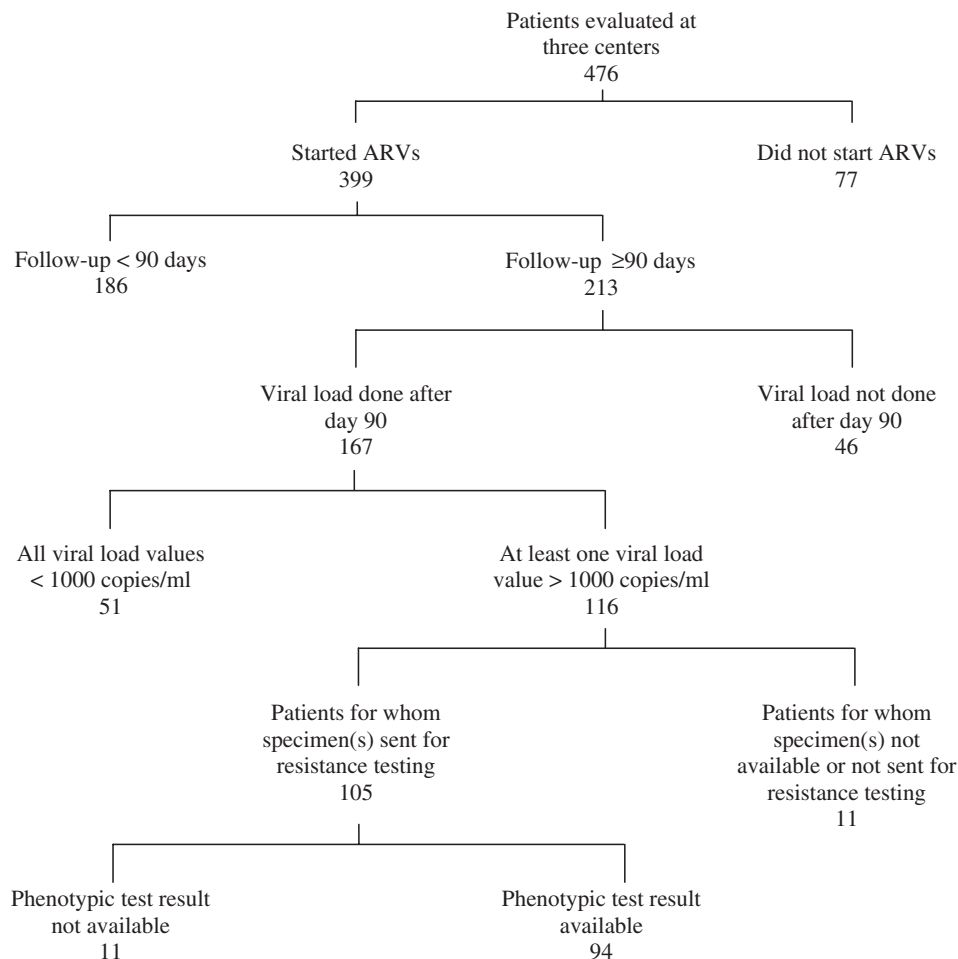 Patients evaluated at
three centers
476
Started ARVs
399
Did not start ARVs
77
Follow-up < 90 days
186
Follow-up ≥90 days
213
Viral load done after
day 90
167
Viral load not done
after day 90
46
All viral load values
< 1000 copies/ml
51
At least one viral load
value > 1000 copies/ml
116
Patients for whom
specimen(s) sent for
resistance testing
105
Patients for whom
specimen(s) not
available or not sent for
resistance testing
11
Phenotypic test result
not available
11
Phenotypic test result
available
94